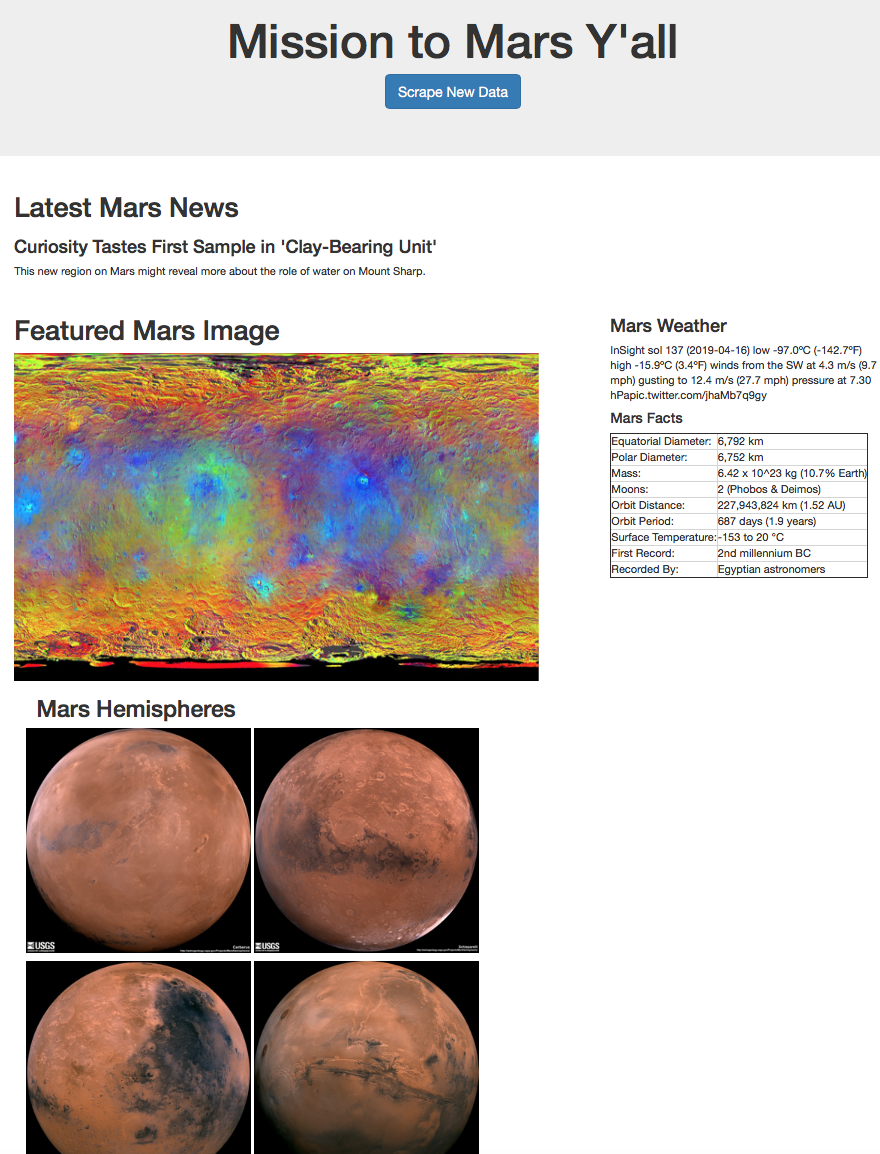 Mission to Mars Y'all
Scrape New Data
Latest Mars News
Curiosity Tastes First Sample in 'Clay-Bearing Unit'
This new region on Mars might reveal more about the role of water on Mount Sharp.
Featured Mars Image
Mars Weather
InSight sol 137 (2019-04-16) low -97.0ºC (-142.7ºF)
high -15.9ºC (3.4ºF) winds from the SW at 4.3 m/s (9.7
mph) gusting to 12.4 m/s (27.7 mph) pressure at 7.30
hPapic.twitter.com/jhaMb7q9gy
Mars Facts
Equatorial Diameter: 6,792 km
Polar Diameter: 6,752 km
Mass: 6.42 x 10^23 kg (10.7% Earth)
Moons: 2 (Phobos & Deimos)
Orbit Distance: 227,943,824 km (1.52 AU)
Orbit Period: 687 days (1.9 years)
Surface Temperature: -153 to 20 °C
First Record: 2nd millennium BC
Recorded By: Egyptian astronomers
Mars Hemispheres
USGS
Cerberus
USGS
Schiaparelli